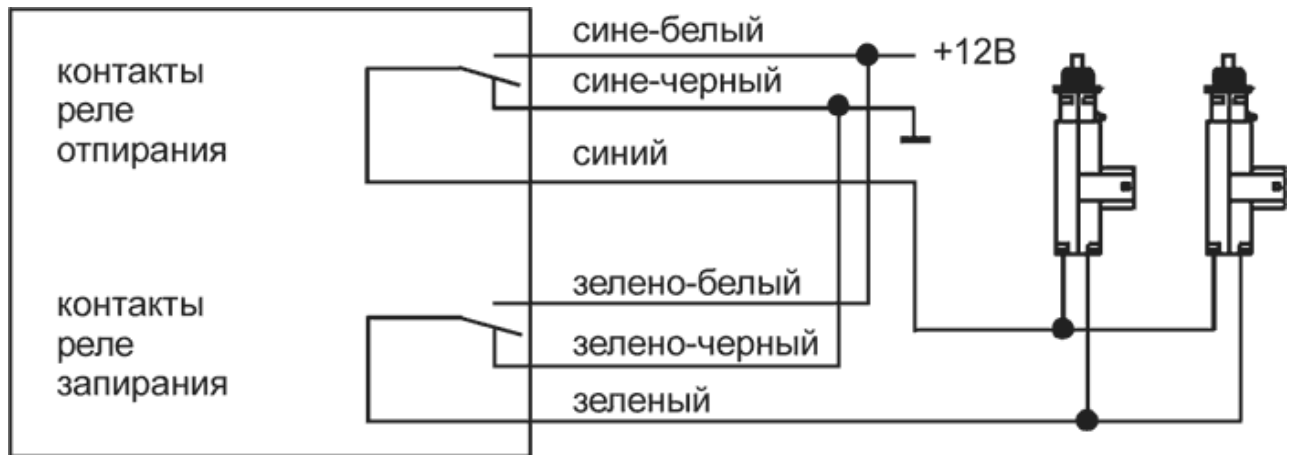 контакты
реле
отпирания
сине-белый
+12В
сине-черный
синий
контакты
реле
запирания
зелено-белый
зелено-черный
зеленый